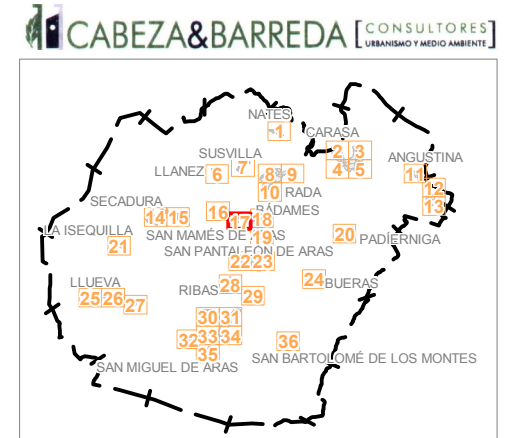 CABEZA&BARREDA [CONSULTORES]
URBANISMO Y MEDIO AMBIENTE
NATES
1
CARASA
2 3
SUSVILLA
ANGUSTINA
LLANEZ 6 7 8 9 4 5 11
10 RADA 12
SECADURA 16 BÁDAMES 13
14 15 17 18
LA ISEQUILLA SAN MAMÉS DE ARAS 19 20 PADÍERNIGA
21 SAN PANTALEÓN DE ARAS
22 23
LLUEVA RIBAS 28 24 BUERAS
25 26 27 29
30 31
32 33 34 36
35 SAN BARTOLOMÉ DE LOS MONTES
SAN MIGUEL DE ARAS